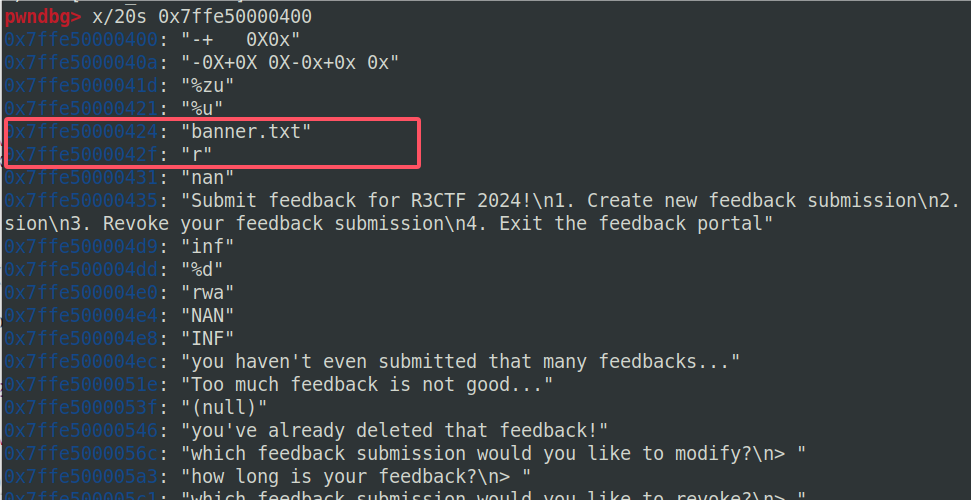 pwndbg> x/20s 0x7ffe50000400
0x7ffe50000400: "-+   0X0x"
0x7ffe5000040a: "-0X+0X 0X-0x+0x 0x"
0x7ffe5000041d: "%zu"
0x7ffe50000421: "%u"
0x7ffe50000424: "banner.txt"
0x7ffe5000042f: "r"
0x7ffe50000431: "nan"
0x7ffe50000435: "Submit feedback for R3CTF 2024!\n1. Create new feedback submission\n2.
sion\n3. Revoke your feedback submission\n4. Exit the feedback portal"
0x7ffe500004d9: "inf"
0x7ffe500004dd: "%d"
0x7ffe500004e0: "rwa"
0x7ffe500004e4: "NAN"
0x7ffe500004e8: "INF"
0x7ffe500004ec: "you haven't even submitted that many feedbacks..."
0x7ffe5000051e: "Too much feedback is not good..."
0x7ffe5000053f: "(null)"
0x7ffe50000546: "you've already deleted that feedback!"
0x7ffe5000056c: "which feedback submission would you like to modify?\n> "
0x7ffe500005a3: "how long is your feedback?\n> "
0x7ffe500005c1: "which feedback submission would you like to revoke?\n> "